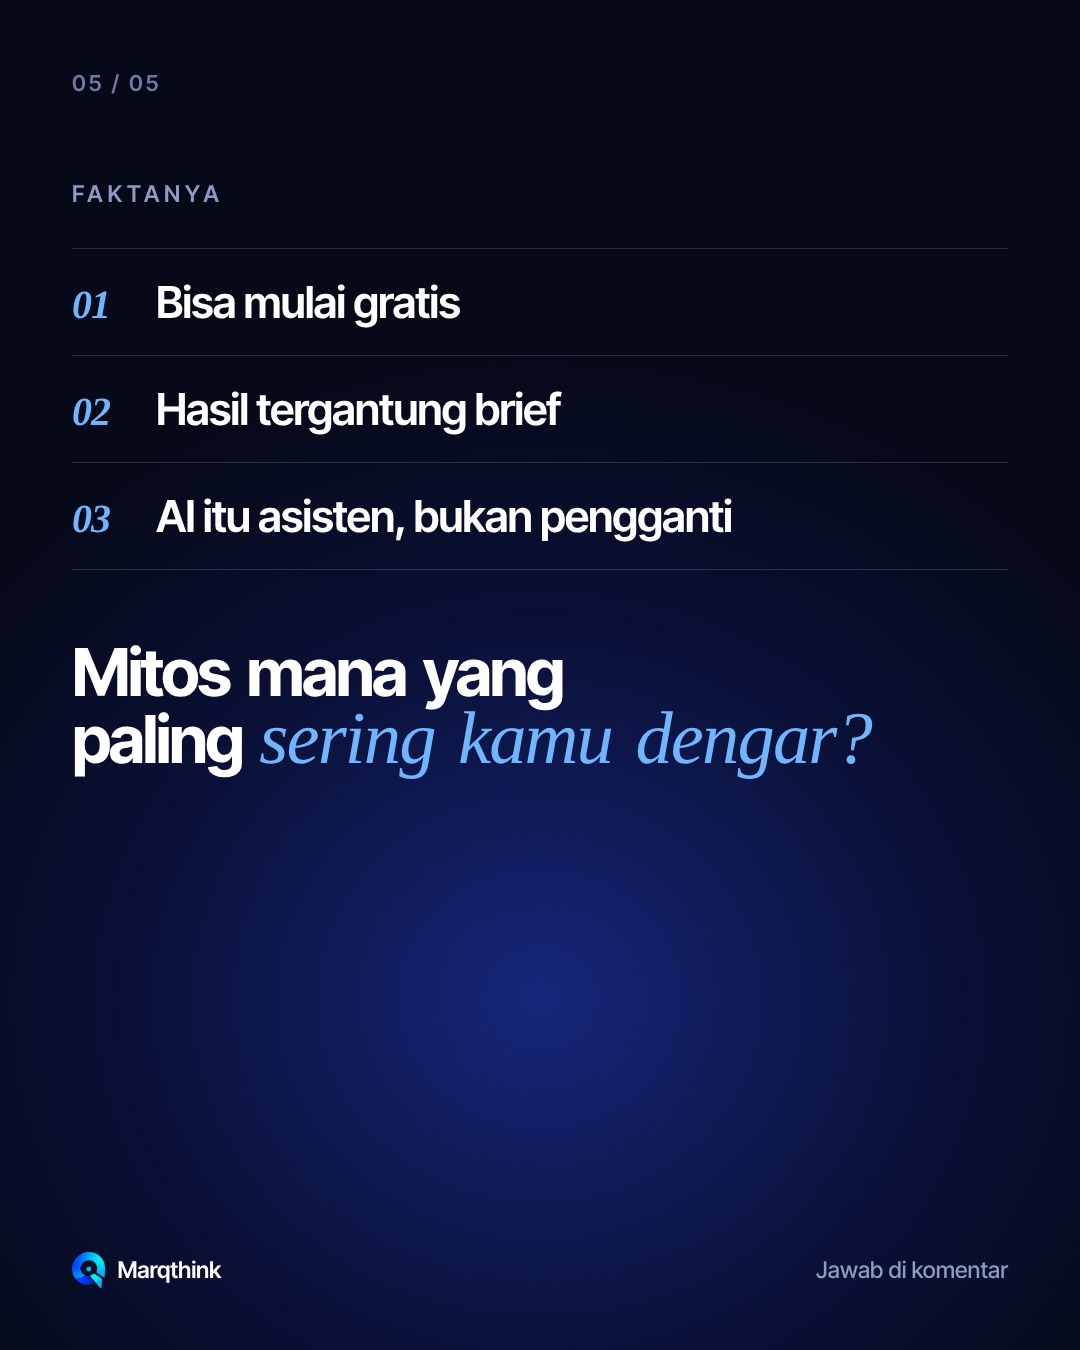 05 / 05
FAKTANYA
01 Bisa mulai gratis
02 Hasil tergantung brief
03 AI itu asisten, bukan pengganti
Mitos mana yang
paling sering kamu dengar?
Marqthink
Jawab di komentar